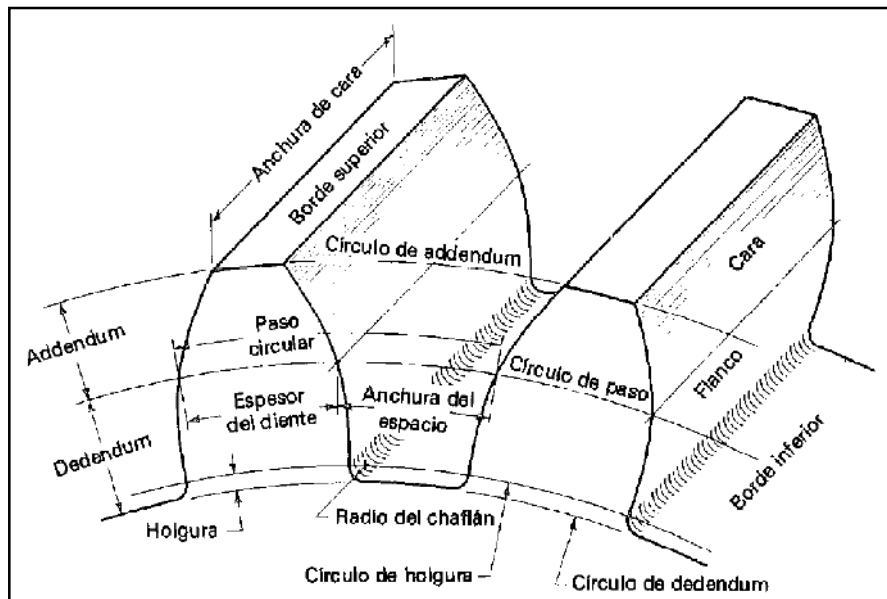 Anchura de cara
Borde superior
Círculo de addendum
Cara
Addendum
Paso
circular
Círculo de paso
Flanco
Espesor
del diente
Anchura del
espacio
Dedendum
Borde inferior
Holgura
Radio del chaflán
Círculo de holgura
Círculo de dedendum